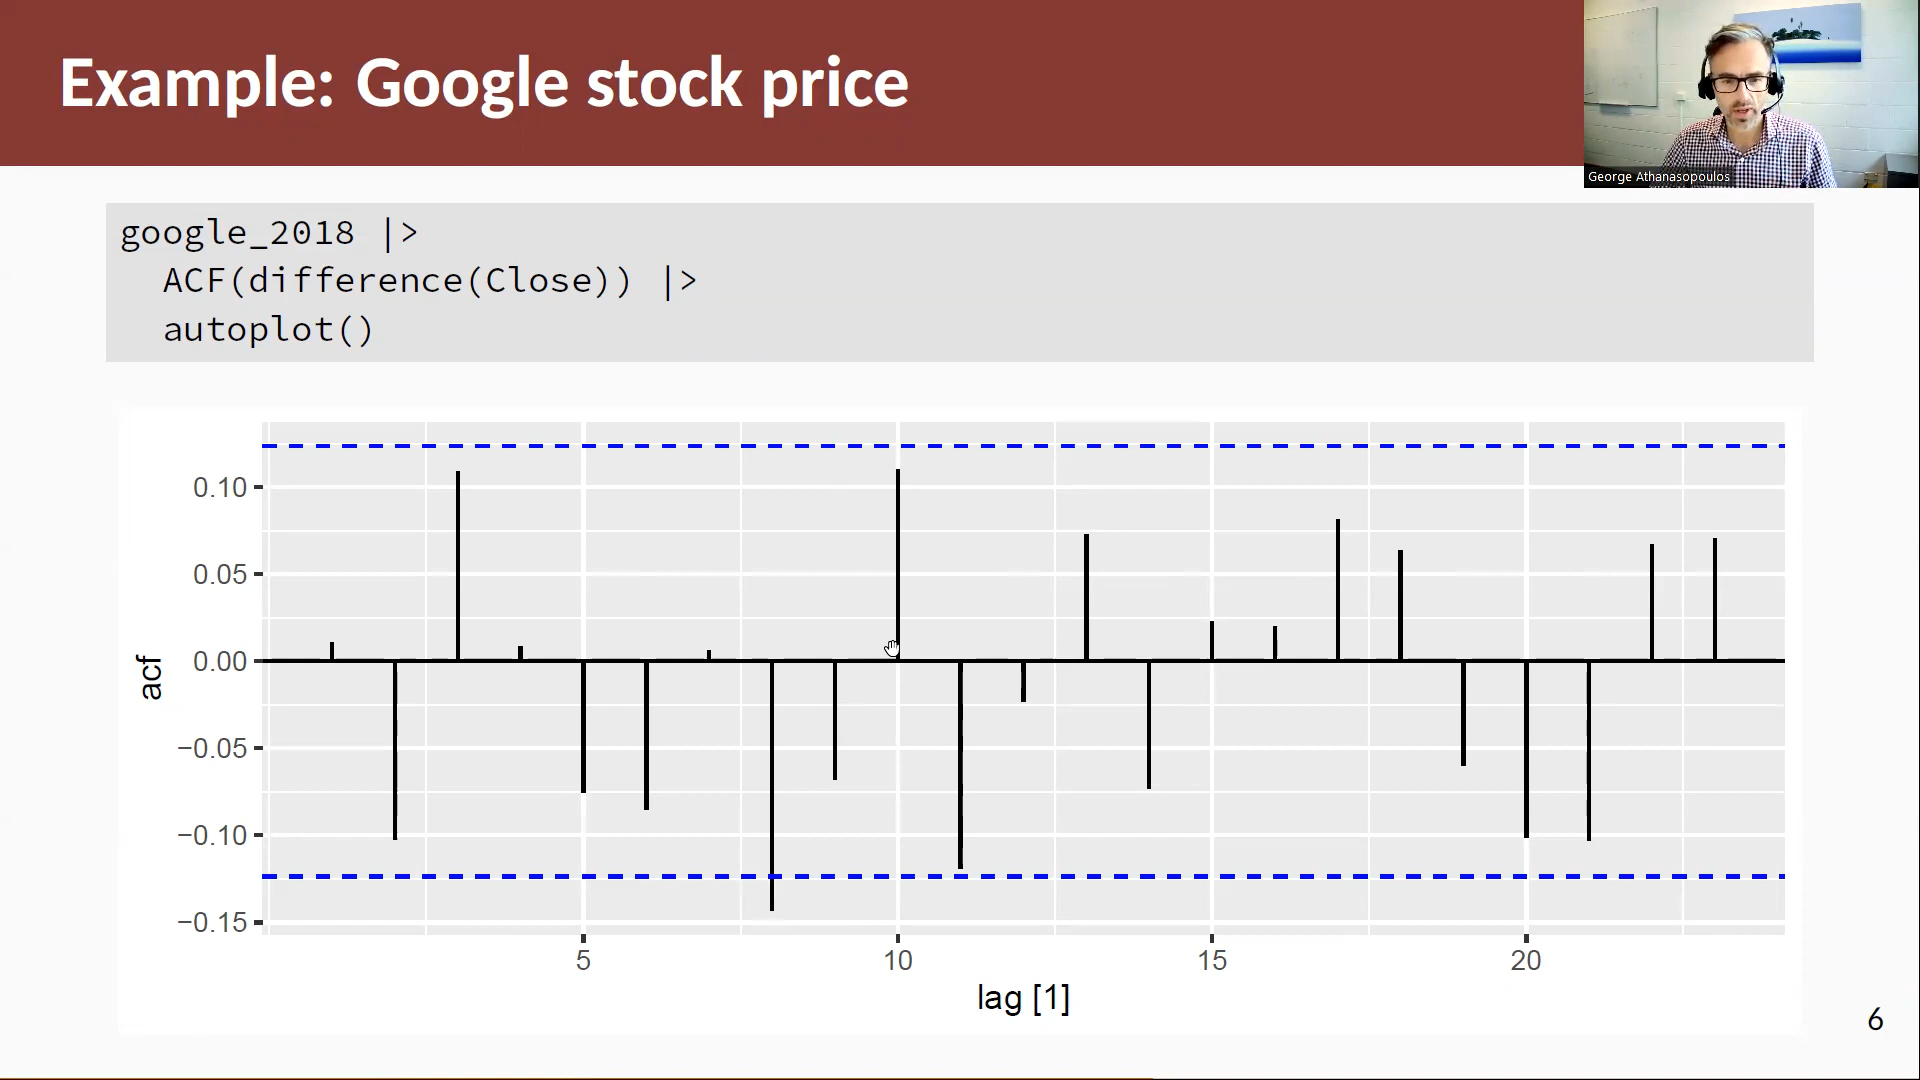 Example: Google stock price
George Athanasopoulos
google_2018 |>
ACF(difference(Close)) |>
autoplot()
0.10
0.05
0.00
−0.05
−0.10
−0.15
acf
5 10 15 20
lag [1]
6